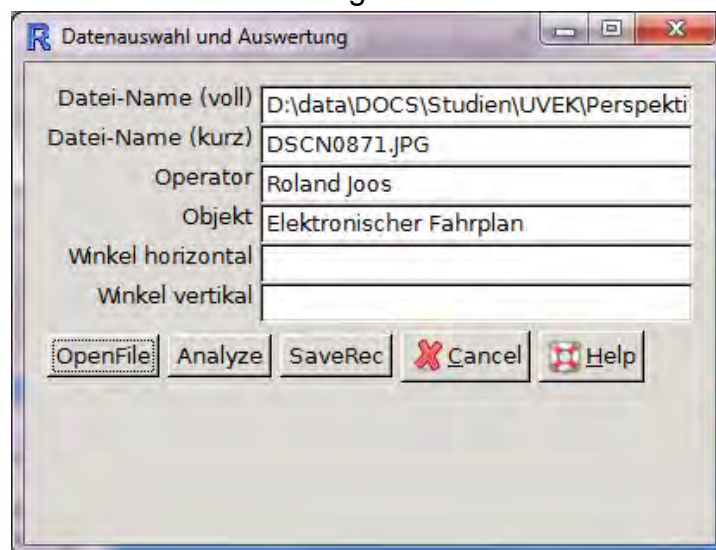 Datenauswahl und Auswertung
Datei-Name (voll) D:\data\DOCS\Studien\UVEK\Perspekti
Datei-Name (kurz) DSCN0871.JPG
Operator Roland Joos
Objekt Elektronischer Fahrplan
Winkel horizontal
Winkel vertikal
OpenFile Analyze SaveRec Cancel Help